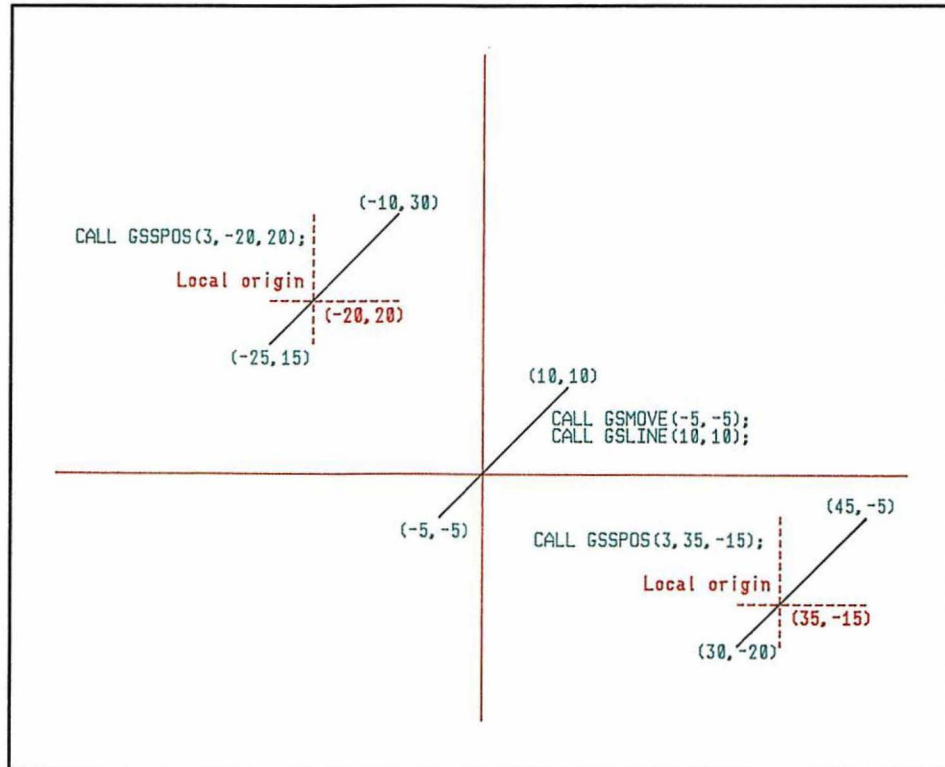 (-10,30)
CALL GSSPOS(3,-20,20);
Local origin
(-20,20)
(-25,15)
(10,10)
CALL GSMOVE(-5,-5);
CALL GSLINE(10,10);
(-5,-5)
(45,-5)
CALL GSSPOS(3,35,-15);
Local origin
(35,-15)
(30,-20)